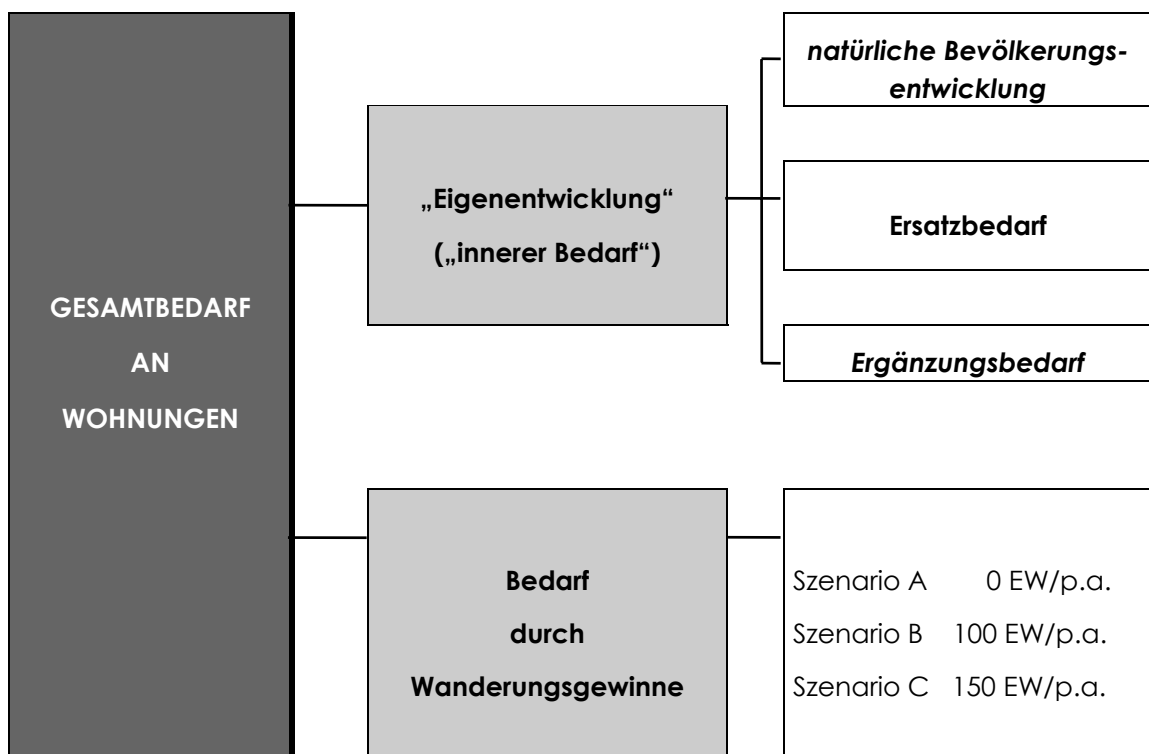 GESAMTBEDARF
AN
WOHNUNGEN
„Eigenentwicklung“
(„innerer Bedarf“)
natürliche Bevölkerungs-
entwicklung
Ersatzbedarf
Ergänzungsbedarf
Bedarf
durch
Wanderungsgewinne
Szenario A 0 EW/p.a.
Szenario B 100 EW/p.a.
Szenario C 150 EW/p.a.